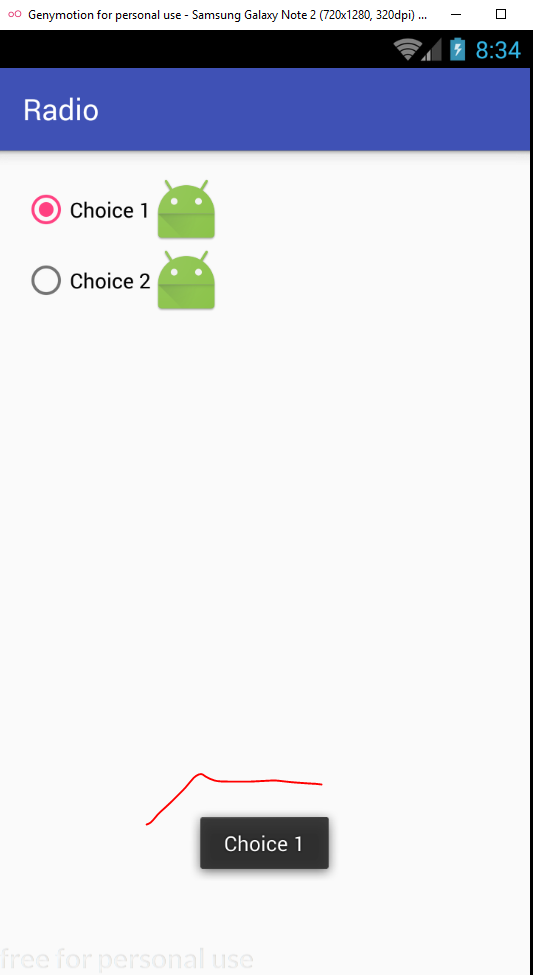 Genymotion for personal use - Samsung Galaxy Note 2 (720x1280, 320dpi) ...
8:34
Radio
Choice 1
Choice 2
Choice 1
free for personal use